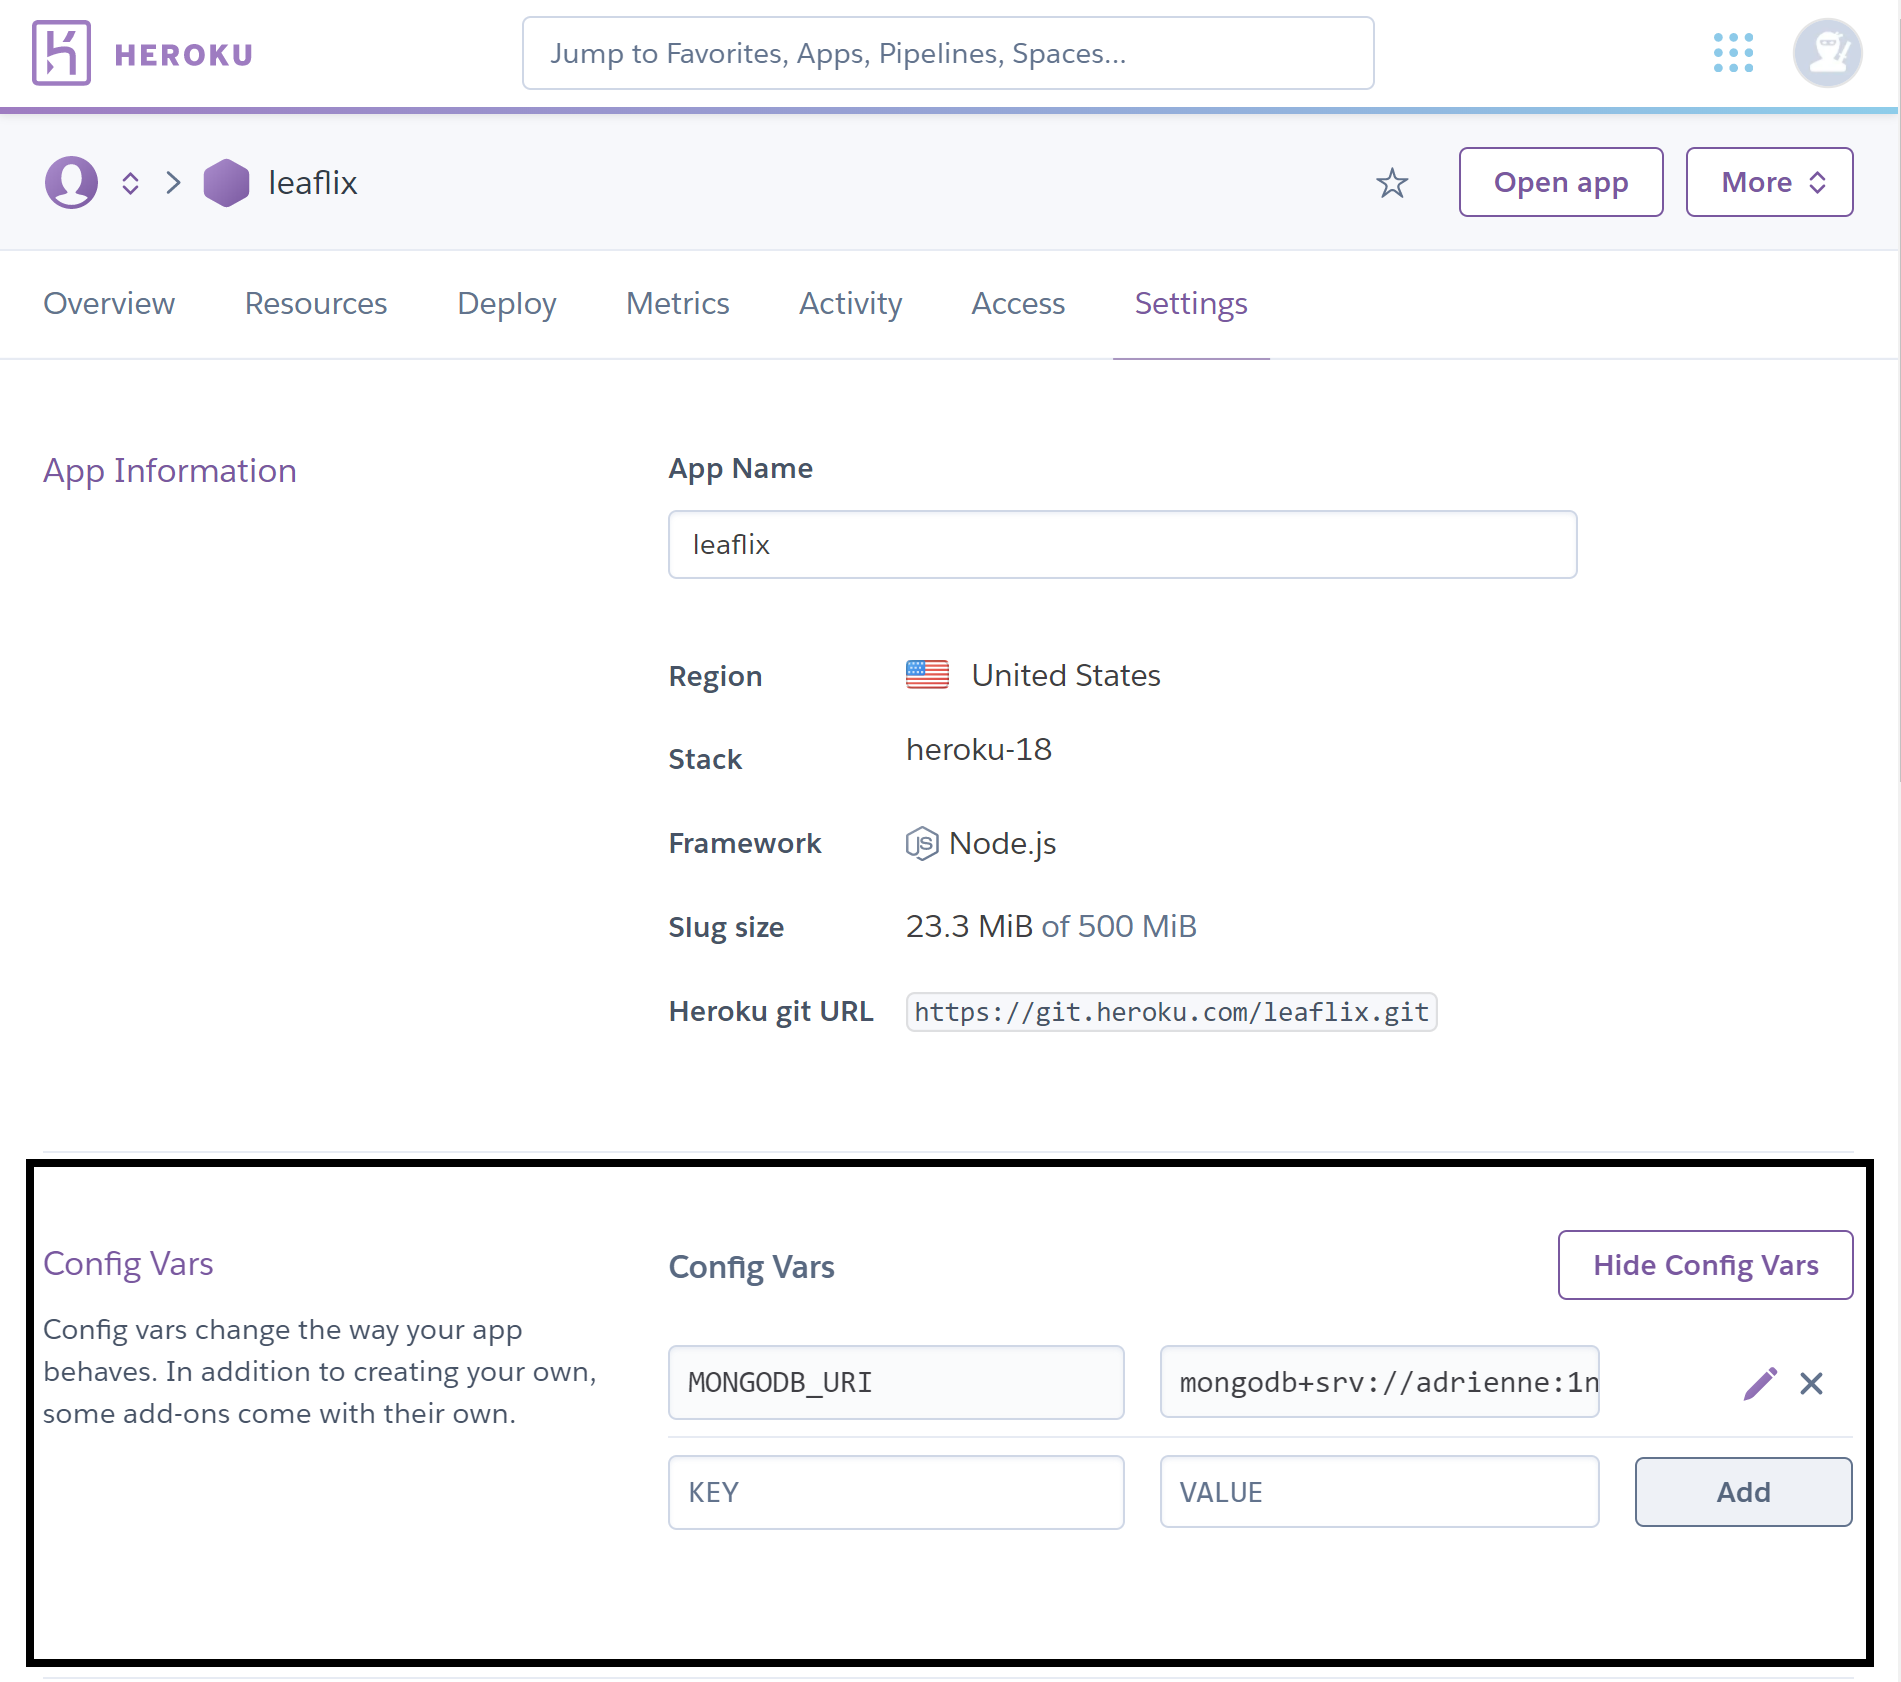 HEROKU
Jump to Favorites, Apps, Pipelines, Spaces...
leaflix
Open app
More
Overview Resources Deploy Metrics Activity Access Settings
App Information
App Name
leaflix
Region United States
Stack heroku-18
Framework JS Node.js
Slug size 23.3 MiB of 500 MiB
Heroku git URL https://git.heroku.com/leaflix.git
Config Vars
Config vars change the way your app
behaves. In addition to creating your own,
some add-ons come with their own.
Config Vars
Hide Config Vars
MONGODB_URI mongodb+srv://adrienne:1n
KEY VALUE Add